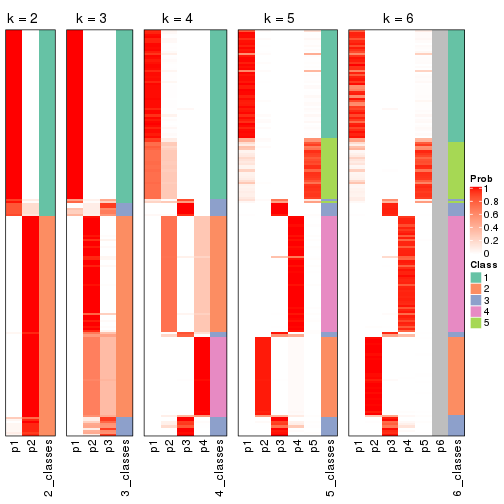 k = 2
k = 3
k = 4
k = 5
k = 6
Prob
1
0.8
0.6
0.4
0.2
0
Class
1
2
3
4
5
p1
p2
2_classes
p1
p2
p3
3_classes
p1
p2
p3
p4
4_classes
p1
p2
p3
p4
p5
5_classes
p1
p2
p3
p4
p5
p6
6_classes